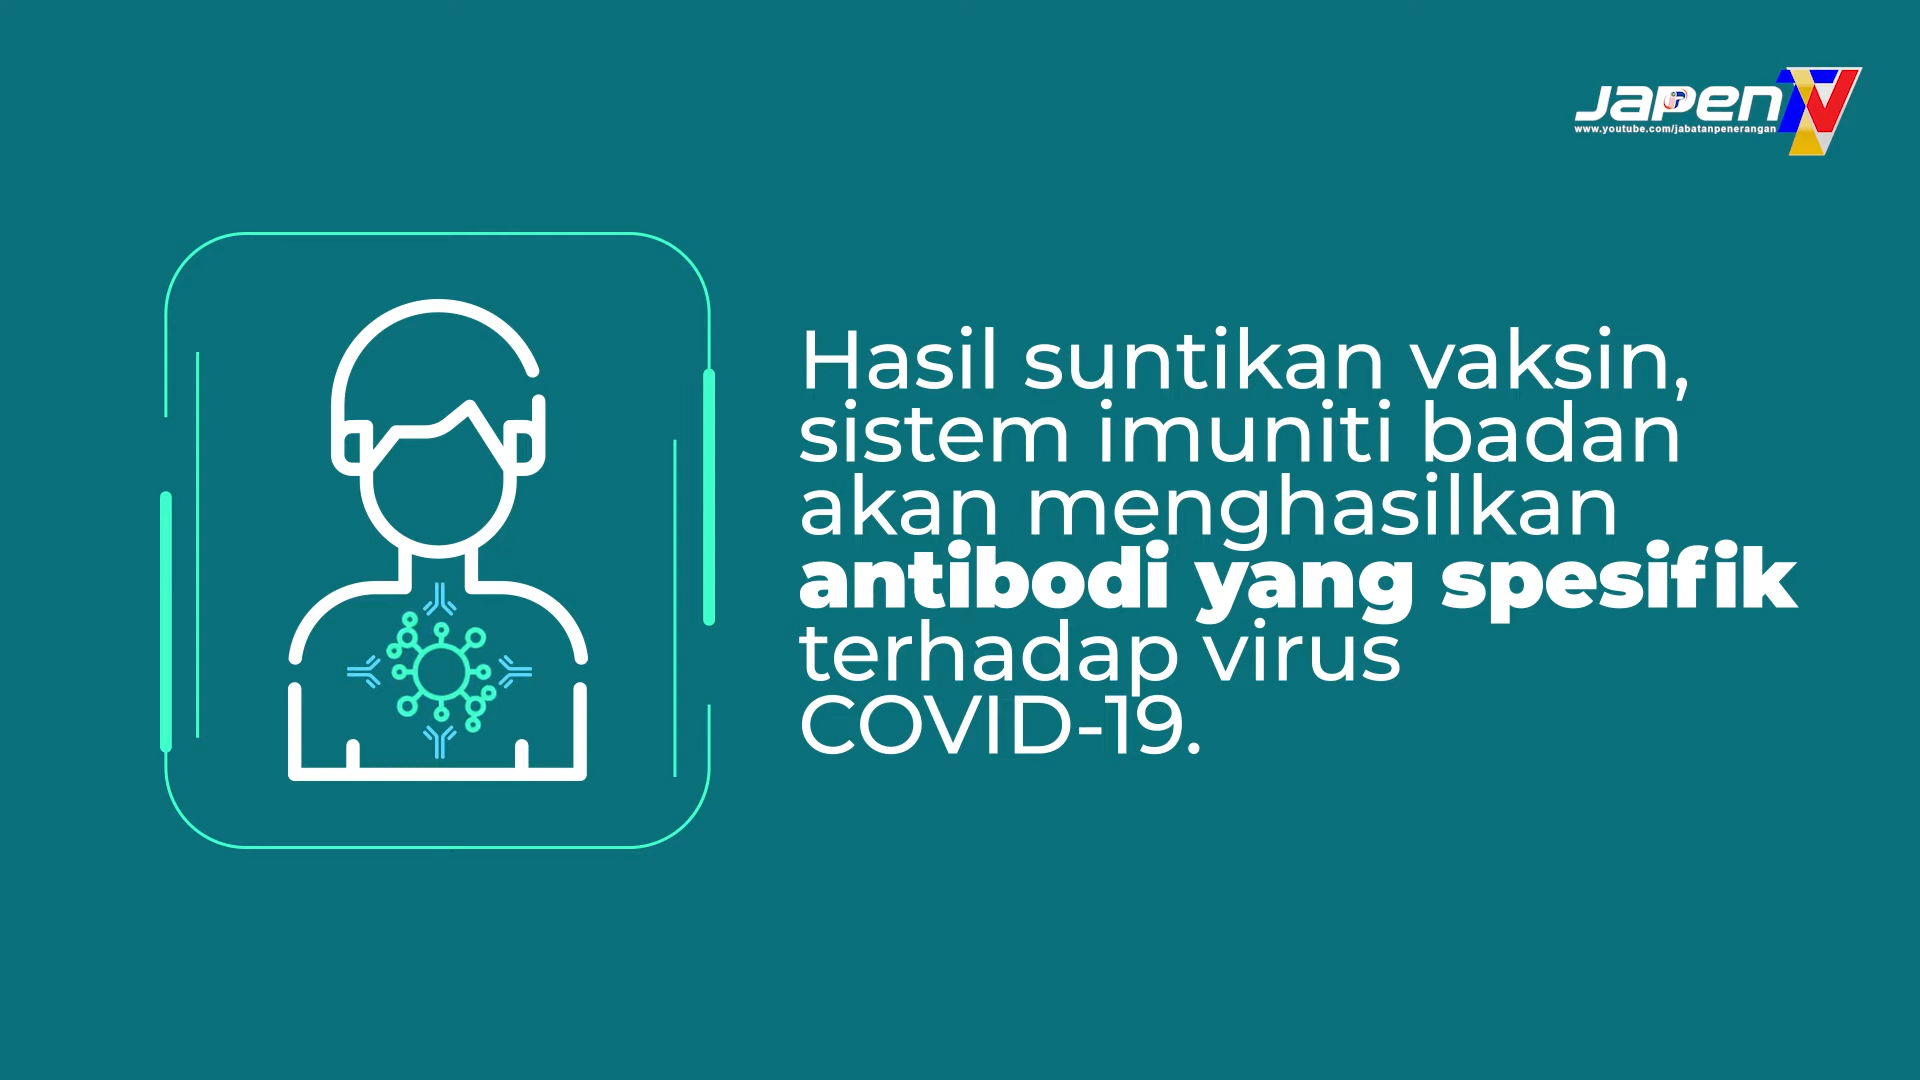 JAPEN TV
www.youtube.com/jabatanpenerangan
Hasil suntikan vaksin,
sistem imuniti badan
akan menghasilkan
antibodi yang spesifik
terhadap virus
COVID-19.